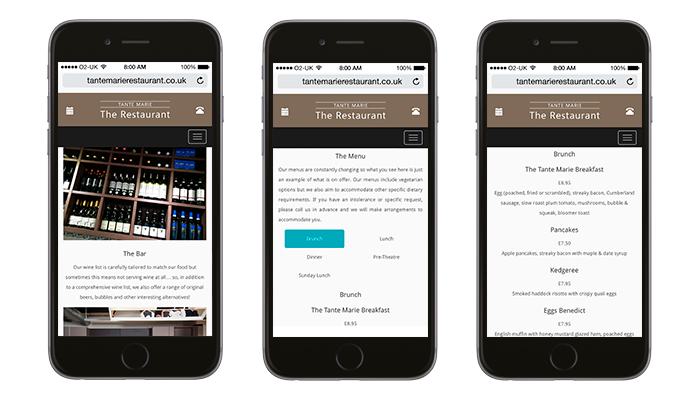 ●●●●● O2-UK 8:00 AM 100%
tantemarierestaurant.co.uk
TANTE MARIE
The Restaurant
The Bar
Our wine list is carefully tailored to match our food but
sometimes this means not serving wine at all.... so, in addition
to a comprehensive wine list, we also offer a range of original
beers, bubbles and other interesting alternatives!
●●●●● O2-UK 8:00 AM 100%
tantemarierestaurant.co.uk
TANTE MARIE
The Restaurant
The Menu
Our menus are constantly changing so what you see here is just
an example of what is on offer. Our menus include vegetarian
options but we also aim to accommodate other specific dietary
requirements. If you have an intolerance or specific request,
please call us in advance and we will make arrangements to
accommodate you.
Brunch Lunch
Dinner Pre-Theatre
Sunday Lunch
Brunch
The Tante Marie Breakfast
£8.95
●●●●● O2-UK 8:00 AM 100%
tantemarierestaurant.co.uk
TANTE MARIE
The Restaurant
Brunch
The Tante Marie Breakfast
£8.95
Egg (poached, fried or scrambled), streaky bacon, Cumberland
sausage, slow roast plum tomato, mushrooms, bubble &
squeak, bloomer toast
Pancakes
£7.50
Apple pancakes, streaky bacon with maple & date syrup
Kedgeree
£7.95
Smoked haddock risotto with crispy quail eggs
Eggs Benedict
£7.95
English muffin with honey mustard glazed ham, poached eggs